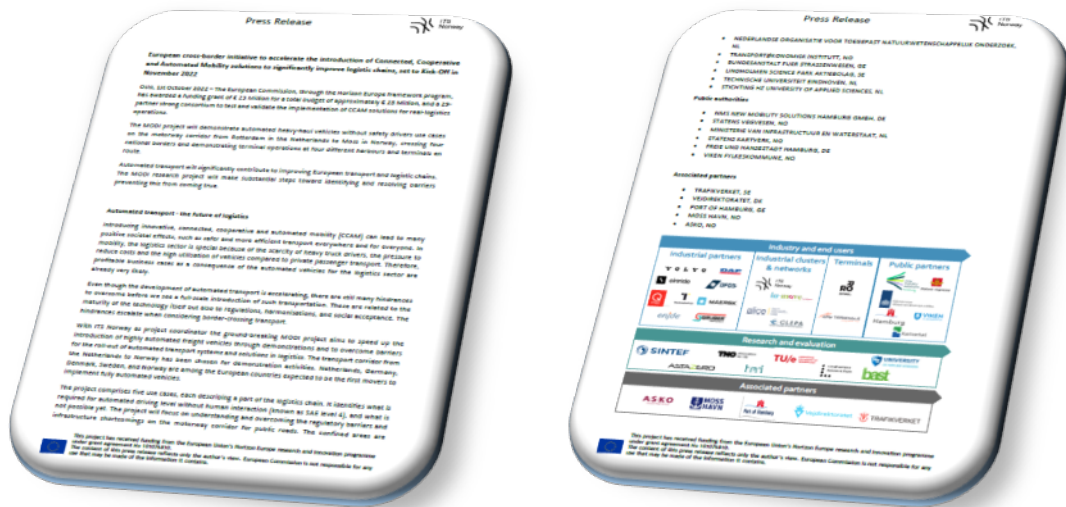 Press Release
ITS
Norway
European cross-border initiative to accelerate the introduction of Connected, Cooperative
and Automated Mobility solutions to significantly improve logistic chains, set to Kick-Off in
November 2022
Oslo, 1st October 2022 – The European Commission, through the Horizon Europe framework program,
has awarded a funding grant of € 23 million for a total budget of approximately € 28 million, and a
partner strong consortium to test and validate the implementation of CCAM solutions for real-logistics
operations.
The MODI project will demonstrate automated heavy-haul vehicles without safety drivers use cases
on the motorway corridor from Rotterdam in the Netherlands to Moss in Norway, crossing four
national borders and demonstrating terminal operations at four different harbours and terminals en
route.
Automated transport will significantly contribute to improving European transport and logistic chains.
The MODI research project will make substantial steps toward identifying and resolving barriers
preventing this from coming true.
Automated transport - the future of logistics
Introducing innovative, connected, cooperative and automated mobility (CCAM) can lead to many
positive societal effects, such as safer and more efficient transport everywhere and for everyone. In
mobility, the logistics sector is special because of the scarcity of heavy truck drivers, the pressure to
reduce costs and the high utilisation of vehicles compared to private passenger transport. Therefore,
profitable business cases as a consequence of the automated vehicles for the logistics sector are
already very likely.
Even though the development of automated transport is accelerating, there are still many hindrances
to overcome before we see a full-scale introduction of such transportation. These are related to the
maturity of the technology itself but also to regulations, harmonisations, and social acceptance. The
hindrances escalate when considering border-crossing transport.
With ITS Norway as project coordinator the ground-breaking MODI project aims to speed up the
introduction of highly automated freight vehicles through demonstrations and to overcome barriers
for the roll-out of automated transport systems and solutions in logistics. The transport corridor from
the Netherlands to Norway has been chosen for demonstration activities. Netherlands, Germany,
Denmark, Sweden, and Norway are among the European countries expected to be the first movers to
implement fully automated vehicles.
The project comprises five use cases, each describing a part of the logistics chain. It identifies what is
required for automated driving level without human interaction (known as SAE level 4), and what is
not possible yet. The project will focus on understanding and overcoming the regulatory barriers and
infrastructure shortcomings on the motorway corridor for public roads. The confined areas are
This project has received funding from the European Union's Horizon Europe research and innovation programme
under grant agreement No
The content of this press release reflects only the author's view. European Commission is not responsible for any
use that may be made of the information it contains.
Press Release
ITS
Norway
NEDERLANDSE ORGANISATIE VOOR TOEGEPAST NATUURWETENSCHAPPELIJK ONDERZOEK,
NL
TRANSPORTØKONOMISK INSTITUTT, NO
BUNDESANSTALT FUER STRASSENWESEN, DE
LINDHOLMEN SCIENCE PARK AKTIEBOLAG, SE
TECHNISCHE UNIVERSITEIT EINDHOVEN, NL
STICHTING HZ UNIVERSITY OF APPLIED SCIENCES, NL
Public authorities
NMS NEW MOBILITY SOLUTIONS HAMBURG GMBH, DE
STATENS VEGVESEN, NO
MINISTERIE VAN INFRASTRUCTUUR EN WATERSTAAT, NL
STATENS KARTVERK, NO
FREIE UND HANSESTADT HAMBURG, DE
VIKEN FYLKESKOMMUNE, NO
Associated partners
TRAFIKVERKET, SE
VEJDIREKTORATET, DK
PORT OF HAMBURG, DE
MOSS HAVN, NO
ASKO, NO
Industry and end users
Industrial partners
Industrial clusters
& networks
Terminals
Public partners
VOLVO
DAF
DFDS
einride
MAERSK
ITS
Norway
alice
CLEPA
Hamburg
VIKEN
Research and evaluation
SINTEF
TNO
TU/e
UNIVERSITY
bast
Associated partners
ASKO
MOSS
HAVN
Port of Hamburg
Vejdirektoratet
TRAFIKVERKET
This project has received funding from the European Union's Horizon Europe research and innovation programme
under grant agreement No
The content of this press release reflects only the author's view. European Commission is not responsible for any
use that may be made of the information it contains.